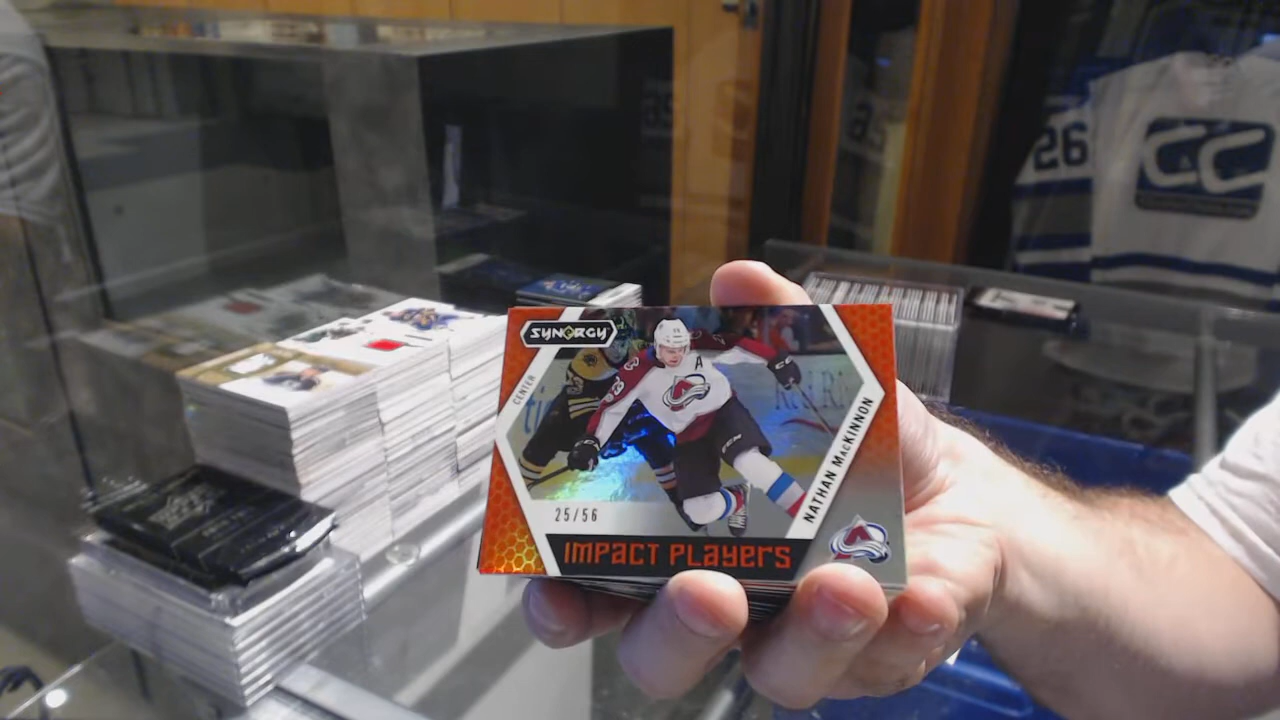 SYNERGY
CENTER
NATHAN MacKINNON
25/56
IMPACT PLAYERS
26
CC